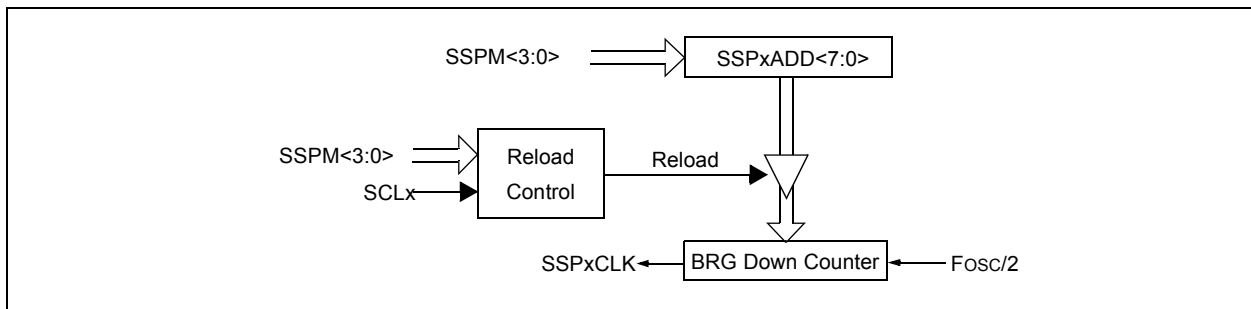 SSPM<3:0>
SSPxADD<7:0>
SSPM<3:0>
SCLx
Reload
Control
Reload
SSPxCLK
BRG Down Counter
FOSC/2